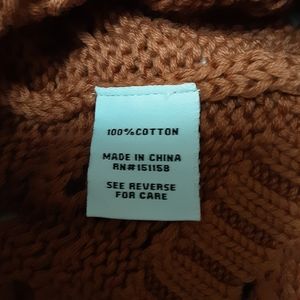 100%COTTON
MADE IN CHINA
RN#151158
SEE REVERSE
FOR CARE